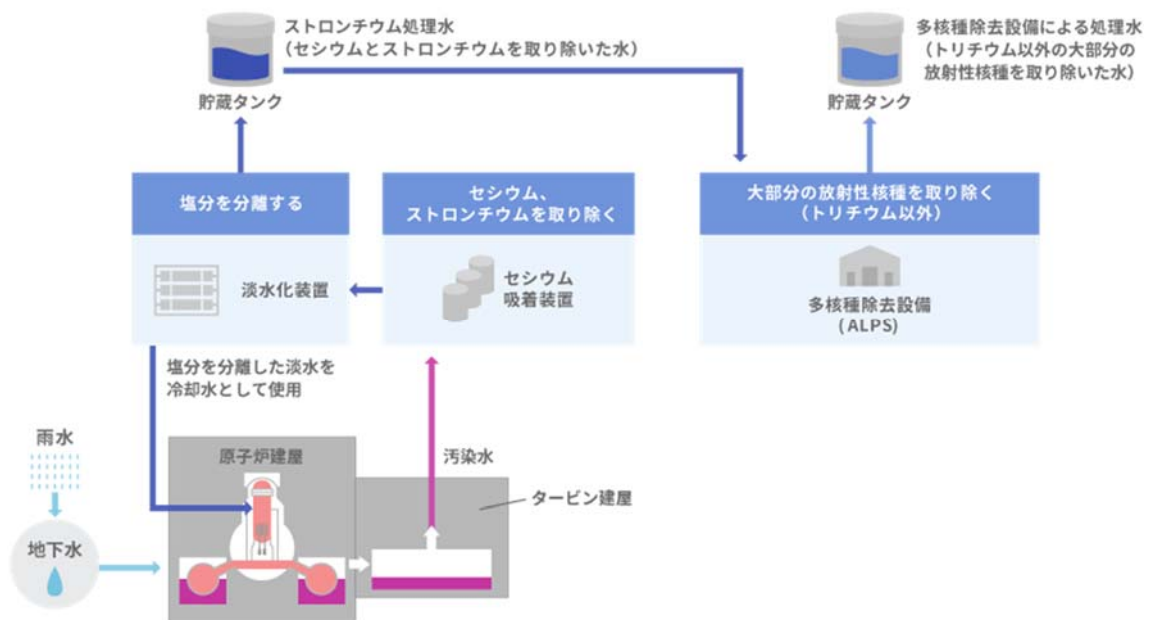 ストロンチウム処理水
（セシウムとストロンチウムを取り除いた水）
貯蔵タンク
多核種除去設備による処理水
（トリチウム以外の大部分の
放射性核種を取り除いた水）
貯蔵タンク
塩分を分離する
淡水化装置
セシウム、
ストロンチウムを取り除く
セシウム
吸着装置
大部分の放射性核種を取り除く
（トリチウム以外）
多核種除去設備
(ALPS)
塩分を分離した淡水を
冷却水として使用
雨水
地下水
原子炉建屋
汚染水
タービン建屋